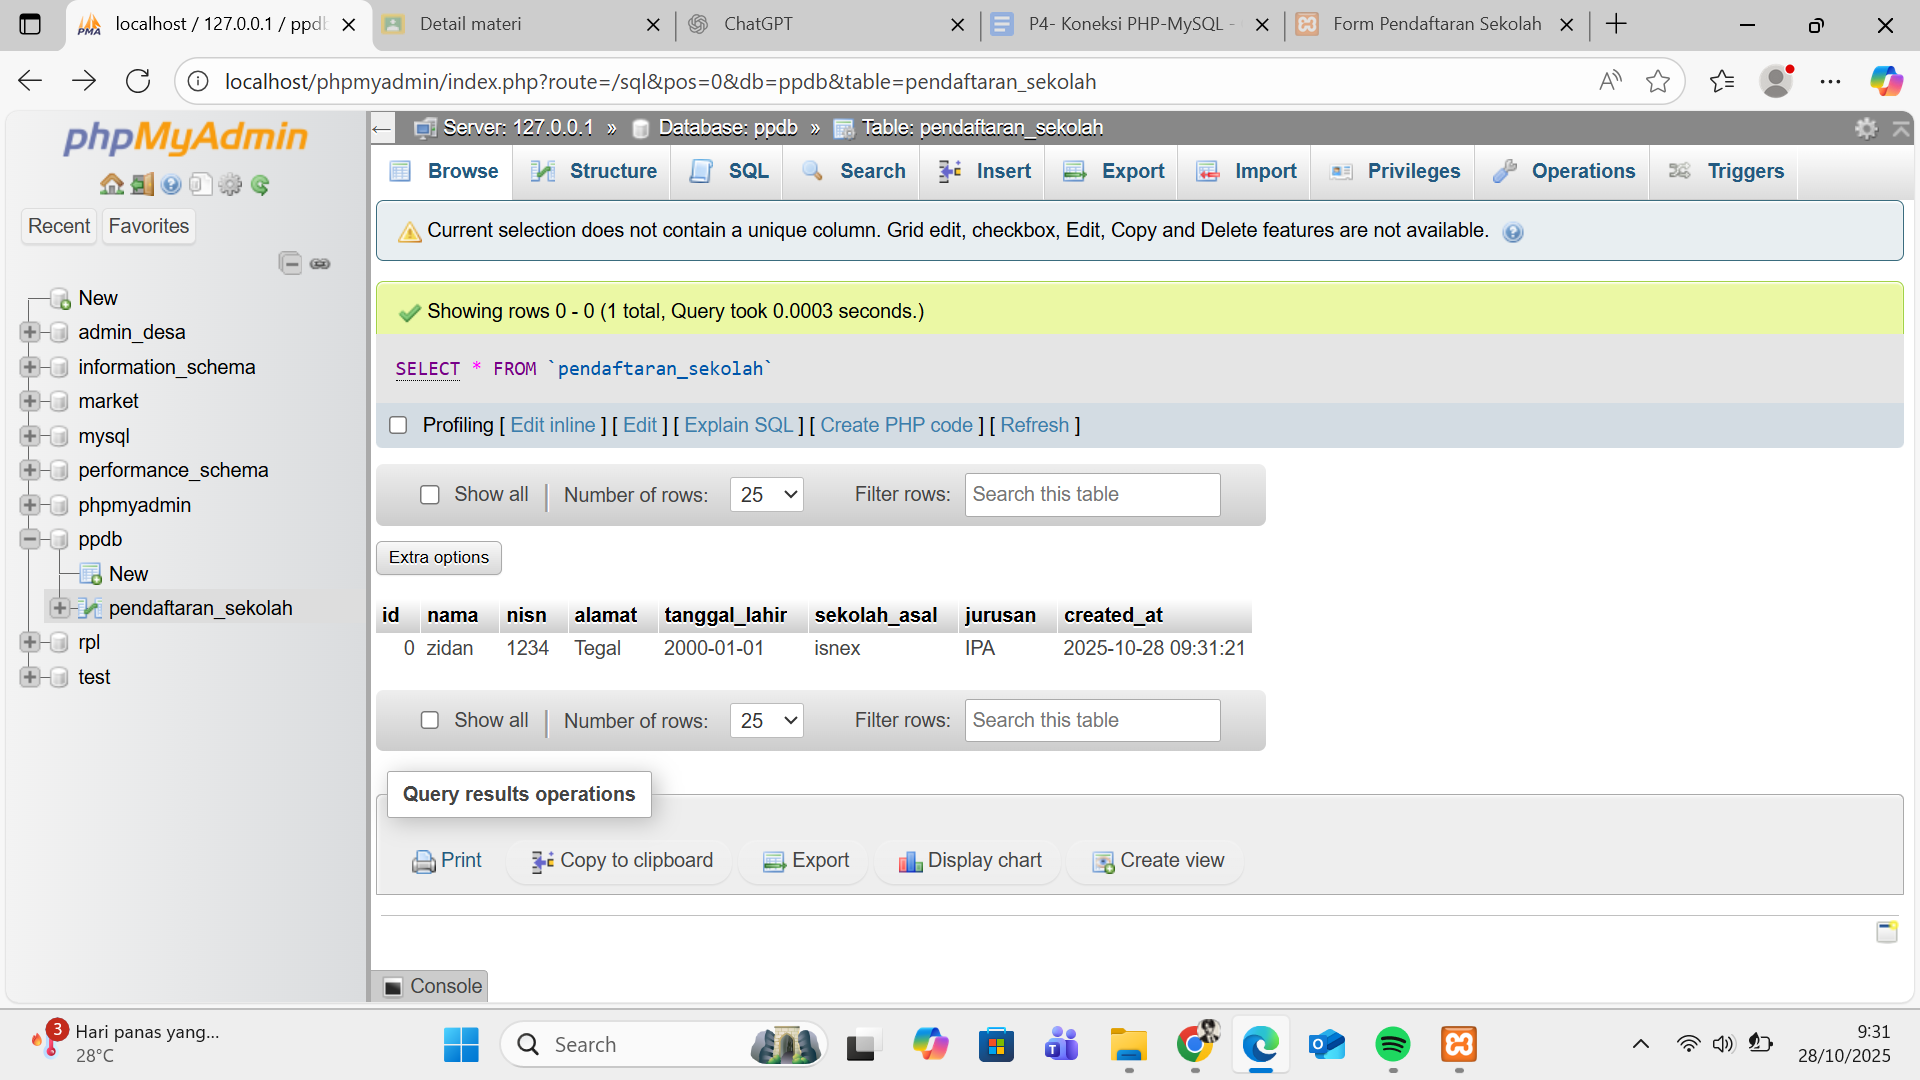 localhost / 127.0.0.1 / ppdb
Detail materi
ChatGPT
P4- Koneksi PHP-MySQL -
Form Pendaftaran Sekolah
localhost/phpmyadmin/index.php?route=/sql&pos=0&db=ppdb&table=pendaftaran_sekolah
phpMyAdmin
Recent
Favorites
New
admin_desa
information_schema
market
mysql
performance_schema
phpmyadmin
ppdb
New
pendaftaran_sekolah
rpl
test
Server: 127.0.0.1 » Database: ppdb » Table: pendaftaran_sekolah
Browse Structure SQL Search Insert Export Import Privileges Operations Triggers
Current selection does not contain a unique column. Grid edit, checkbox, Edit, Copy and Delete features are not available.
Showing rows 0 - 0 (1 total, Query took 0.0003 seconds.)
SELECT * FROM `pendaftaran_sekolah`
Profiling [ Edit inline ] [ Edit ] [ Explain SQL ] [ Create PHP code ] [ Refresh ]
Show all | Number of rows: 25 Filter rows: Search this table
Extra options
id nama nisn alamat tanggal_lahir sekolah_asal jurusan created_at
0 zidan 1234 Tegal 2000-01-01 isnex IPA 2025-10-28 09:31:21
Show all | Number of rows: 25 Filter rows: Search this table
Query results operations
Print Copy to clipboard Export Display chart Create view
Console
3
Hari panas yang...
28°C
Search
9:31
28/10/2025